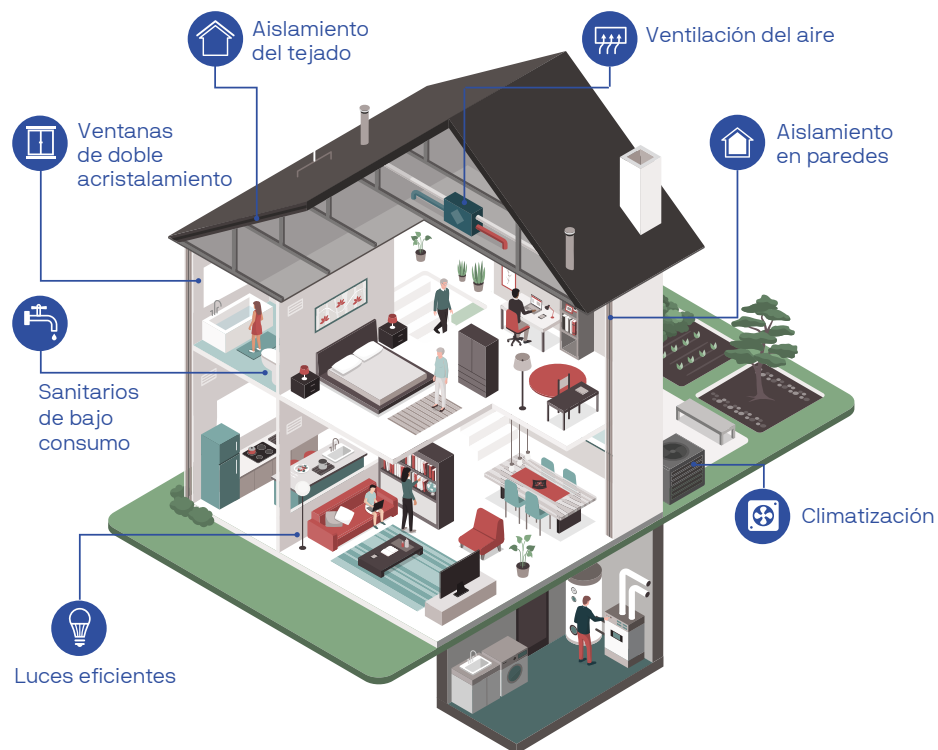 Aislamiento
del tejado
Ventilación del aire
Ventanas
de doble
acristalamiento
Aislamiento
en paredes
Sanitarios
de bajo
consumo
Climatización
Luces eficientes